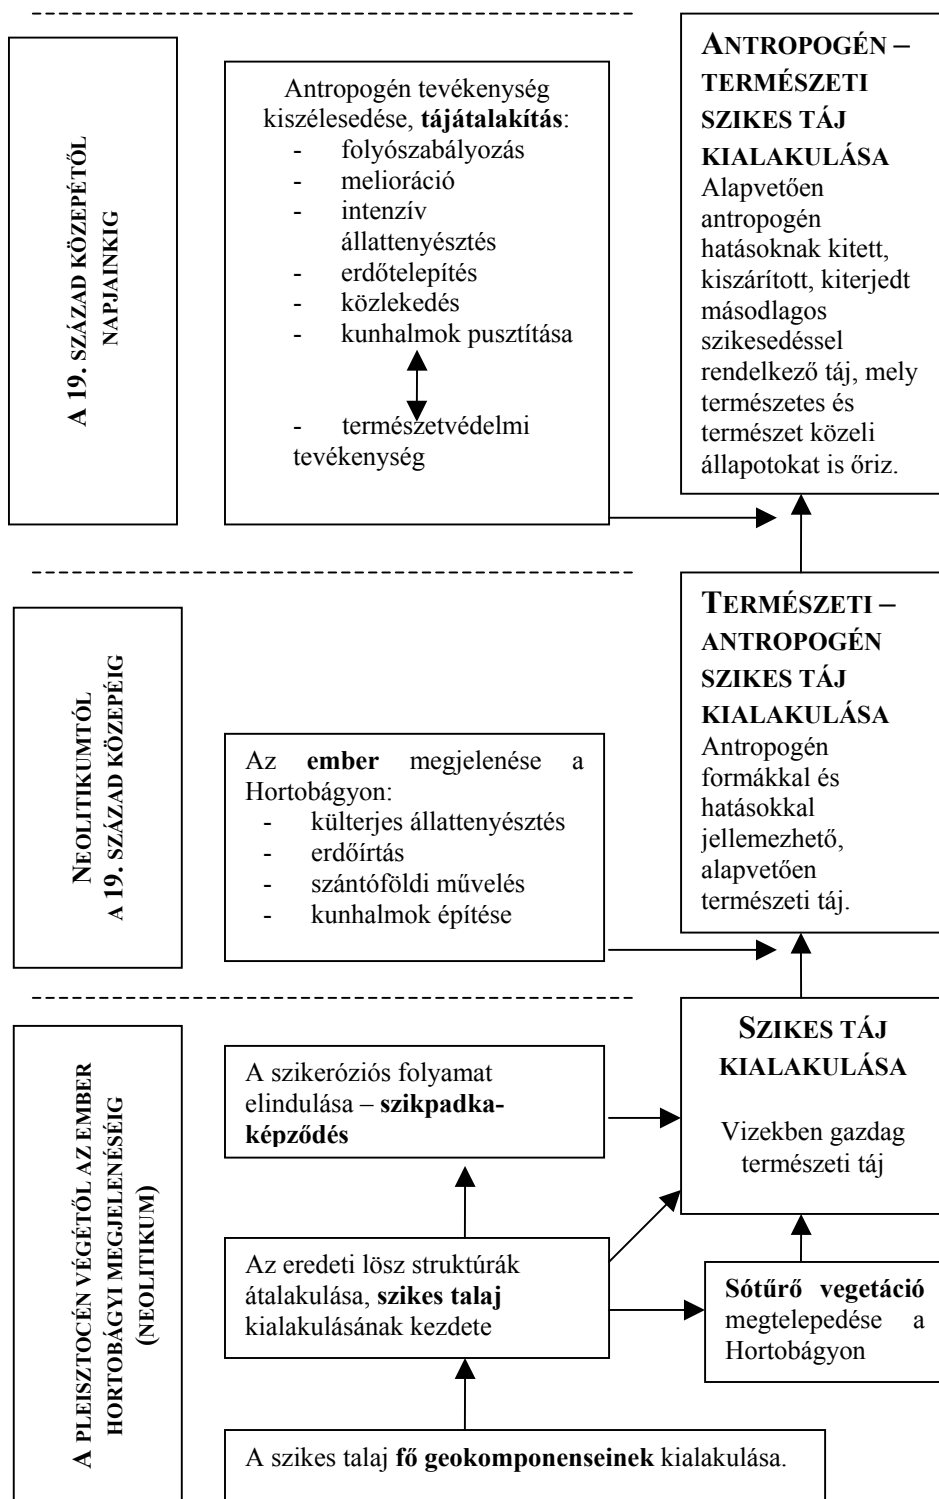 A 19. SZÁZAD KÖZEPÉTŐL
NAPJAINKIG
Antropogén tevékenység
kiszélesedése, tájátalakítás:
- folyószabályozás
- melioráció
- intenzív
állattenyésztés
- erdőtelepítés
- közlekedés
- kunhalmok pusztítása
- természetvédelmi
tevékenység
ANTROPOGÉN –
TERMÉSZETI
SZIKES TÁJ
KIALAKULÁSA
Alapvetően
antropogén
hatásoknak kitett,
kiszárított, kiterjedt
másodlagos
szikesedéssel
rendelkező táj, mely
természetes és
természet közeli
állapotokat is őriz.
NEOLITIKUMTÓL
A 19. SZÁZAD KÖZEPÉIG
Az ember megjelenése a
Hortobágyon:
- külterjes állattenyésztés
- erdőírtás
- szántóföldi művelés
- kunhalmok építése
TERMÉSZETI –
ANTROPOGÉN
SZIKES TÁJ
KIALAKULÁSA
Antropogén
formákkal és
hatásokkal
jellemezhető,
alapvetően
természeti táj.
A PLEISZTOCÉN VÉGÉTŐL AZ EMBER
HORTOBÁGYI MEGJELENÉSÉIG
(NEOLITIKUM)
A szikeróziós folyamat
elindulása – szikpadka-
képződés
SZIKES TÁJ
KIALAKULÁSA
Vizekben gazdag
természeti táj
Az eredeti lösz struktúrák
átalakulása, szikes talaj
kialakulásának kezdete
Sótűrő vegetáció
megtelepedése a
Hortobágyon
A szikes talaj fő geokomponenseinek kialakulása.